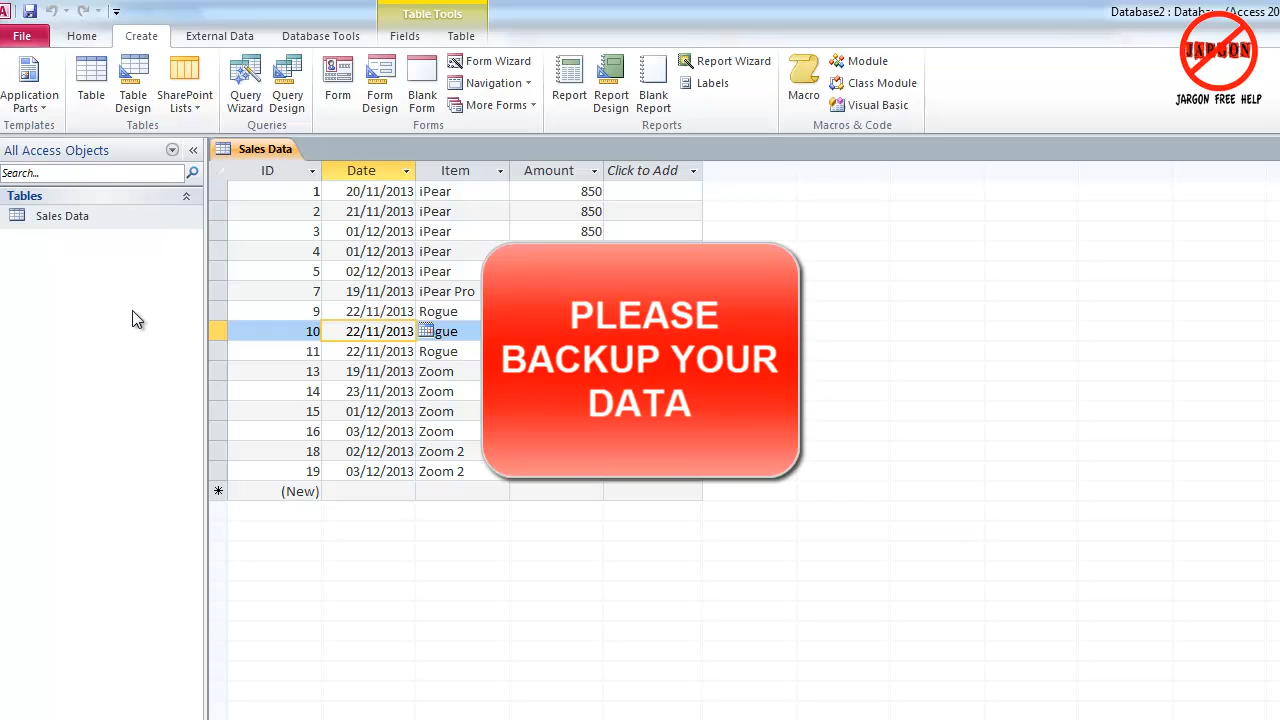 Table Tools
Database2 : Databa (Access 20
File Home Create External Data Database Tools Fields Table
Application Parts
Table
Table Design
SharePoint Lists
Query Wizard
Query Design
Form
Form Design
Blank Form
Form Wizard
Navigation
More Forms
Report
Report Design
Blank Report
Report Wizard
Labels
Macro
Module
Class Module
Visual Basic
Templates Tables Queries Forms Reports Macros & Code
JARGON
JARGON FREE HELP
All Access Objects
Search...
Tables
Sales Data
Sales Data
ID Date Item Amount Click to Add
1 20/11/2013 iPear 850
2 21/11/2013 iPear 850
3 01/12/2013 iPear 850
4 01/12/2013 iPear
5 02/12/2013 iPear
7 19/11/2013 iPear Pro
9 22/11/2013 Rogue
10 22/11/2013 gue
11 22/11/2013 Rogue
13 19/11/2013 Zoom
14 23/11/2013 Zoom
15 01/12/2013 Zoom
16 03/12/2013 Zoom
18 02/12/2013 Zoom 2
19 03/12/2013 Zoom 2
(New)
PLEASE
BACKUP YOUR
DATA